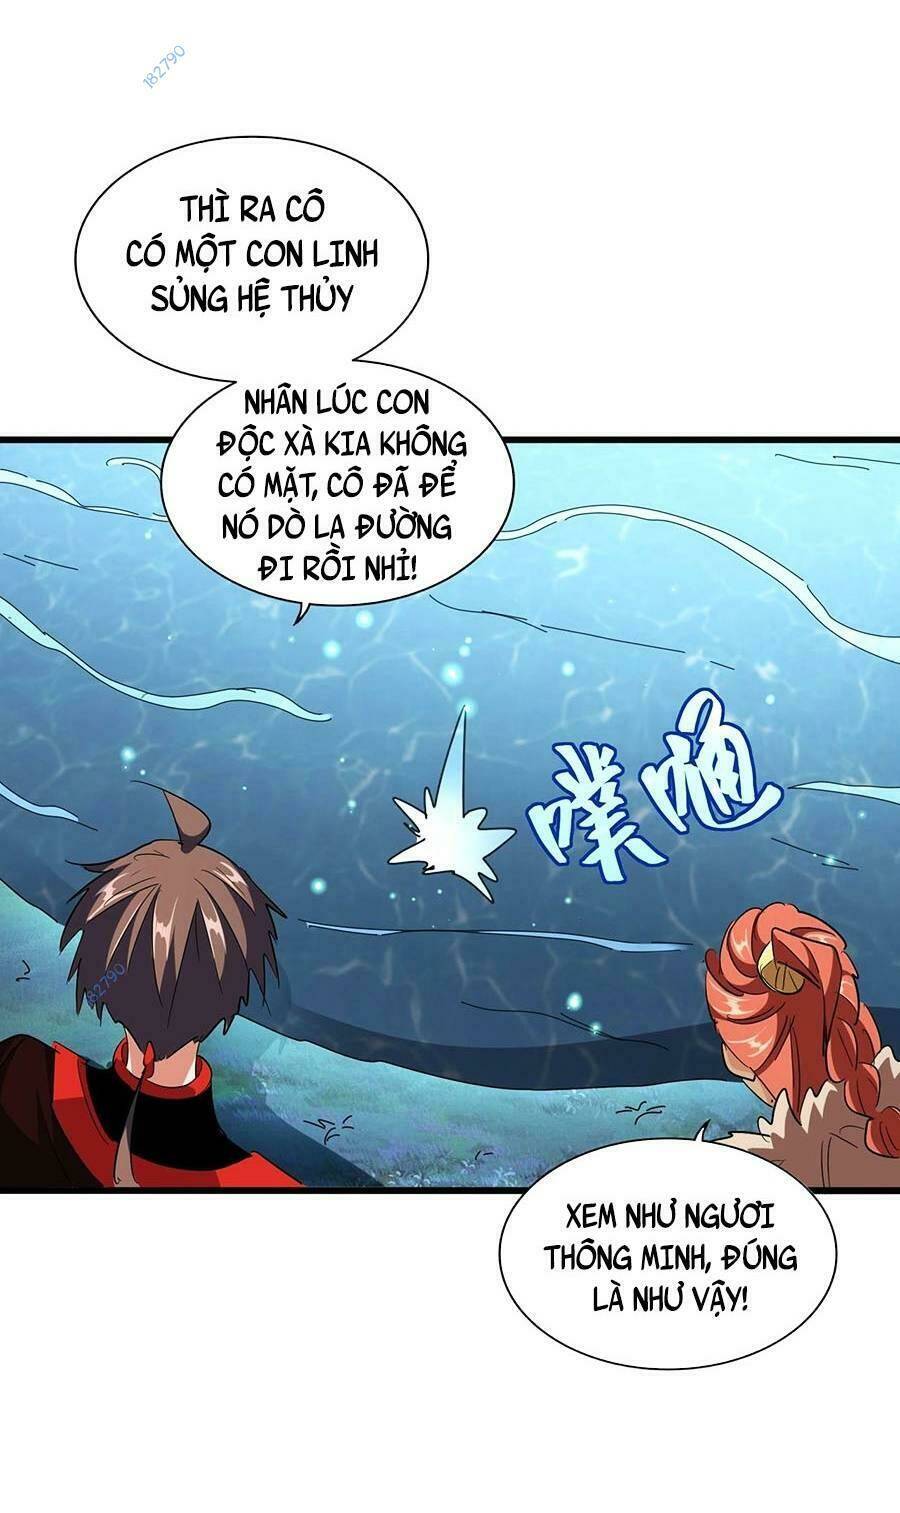 182790
THÌ RA CÔ
CÓ MỘT CON LINH
SỦNG HỆ THỦY
NHÂN LÚC CON
ĐỘC XÀ KIA KHÔNG
CÓ MẶT, CÔ ĐÃ ĐỂ
NÓ DÒ LA ĐƯỜNG
ĐI RỒI NHỈ!
噗通
182790
XEM NHƯ NGƯƠI
THÔNG MINH, ĐÚNG
LÀ NHƯ VẬY!